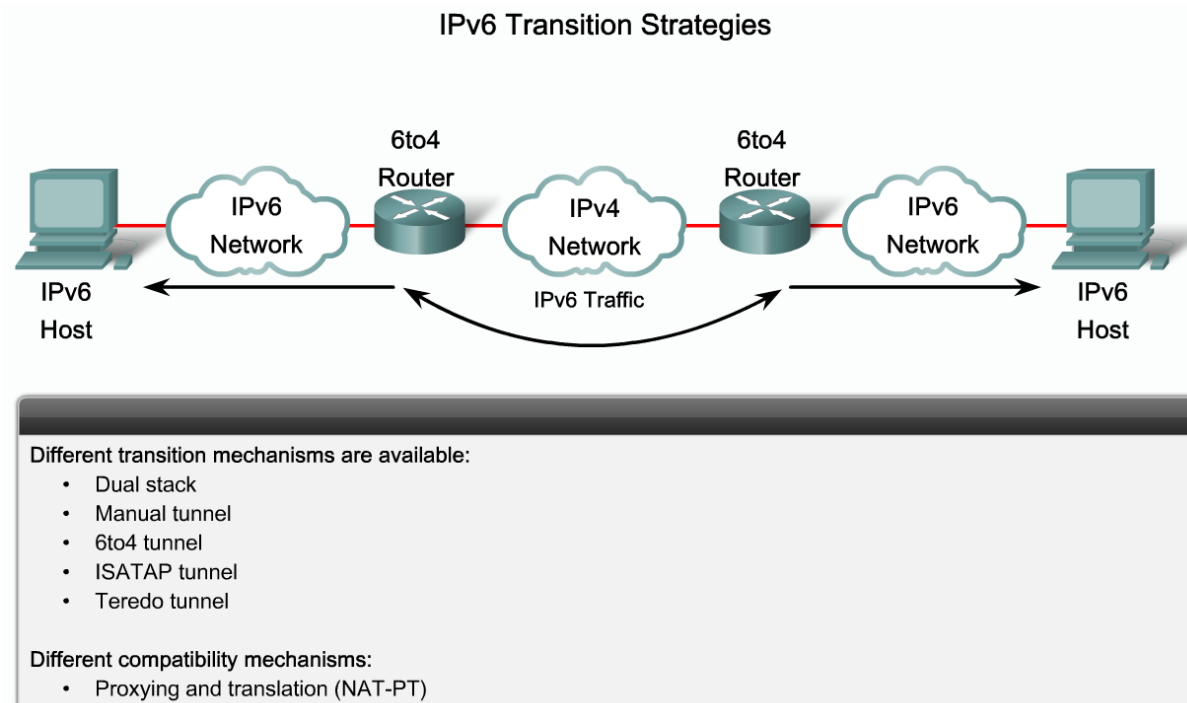 IPv6 Transition Strategies
6to4
Router
6to4
Router
IPv6
Network
IPv4
Network
IPv6
Network
IPv6
Host
IPv6 Traffic
IPv6
Host
Different transition mechanisms are available:
• Dual stack
• Manual tunnel
• 6to4 tunnel
• ISATAP tunnel
• Teredo tunnel
Different compatibility mechanisms:
• Proxying and translation (NAT-PT)